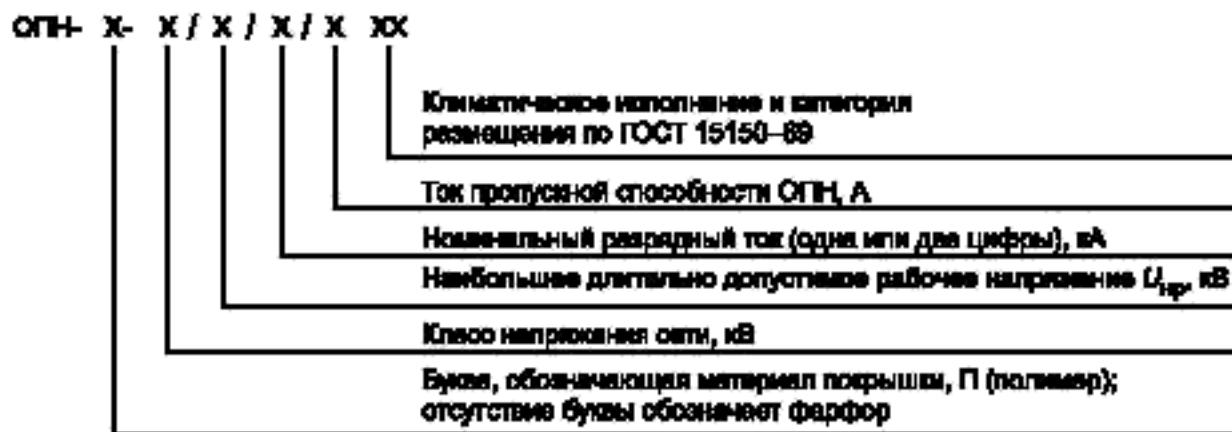 ОПН- Х- Х / Х / Х / Х ХХ
Климатическое исполнение и категория
размещения по ГОСТ 15150–69
Ток пропускной способности ОПН, А
Номинальный разрядный ток (одна или две цифры), кА
Наибольшее длительно допустимое рабочее напряжение Uнр, кВ
Класс напряжения сети, кВ
Буква, обозначающая материал покрышки, П (полимер);
отсутствие буквы обозначает фарфор